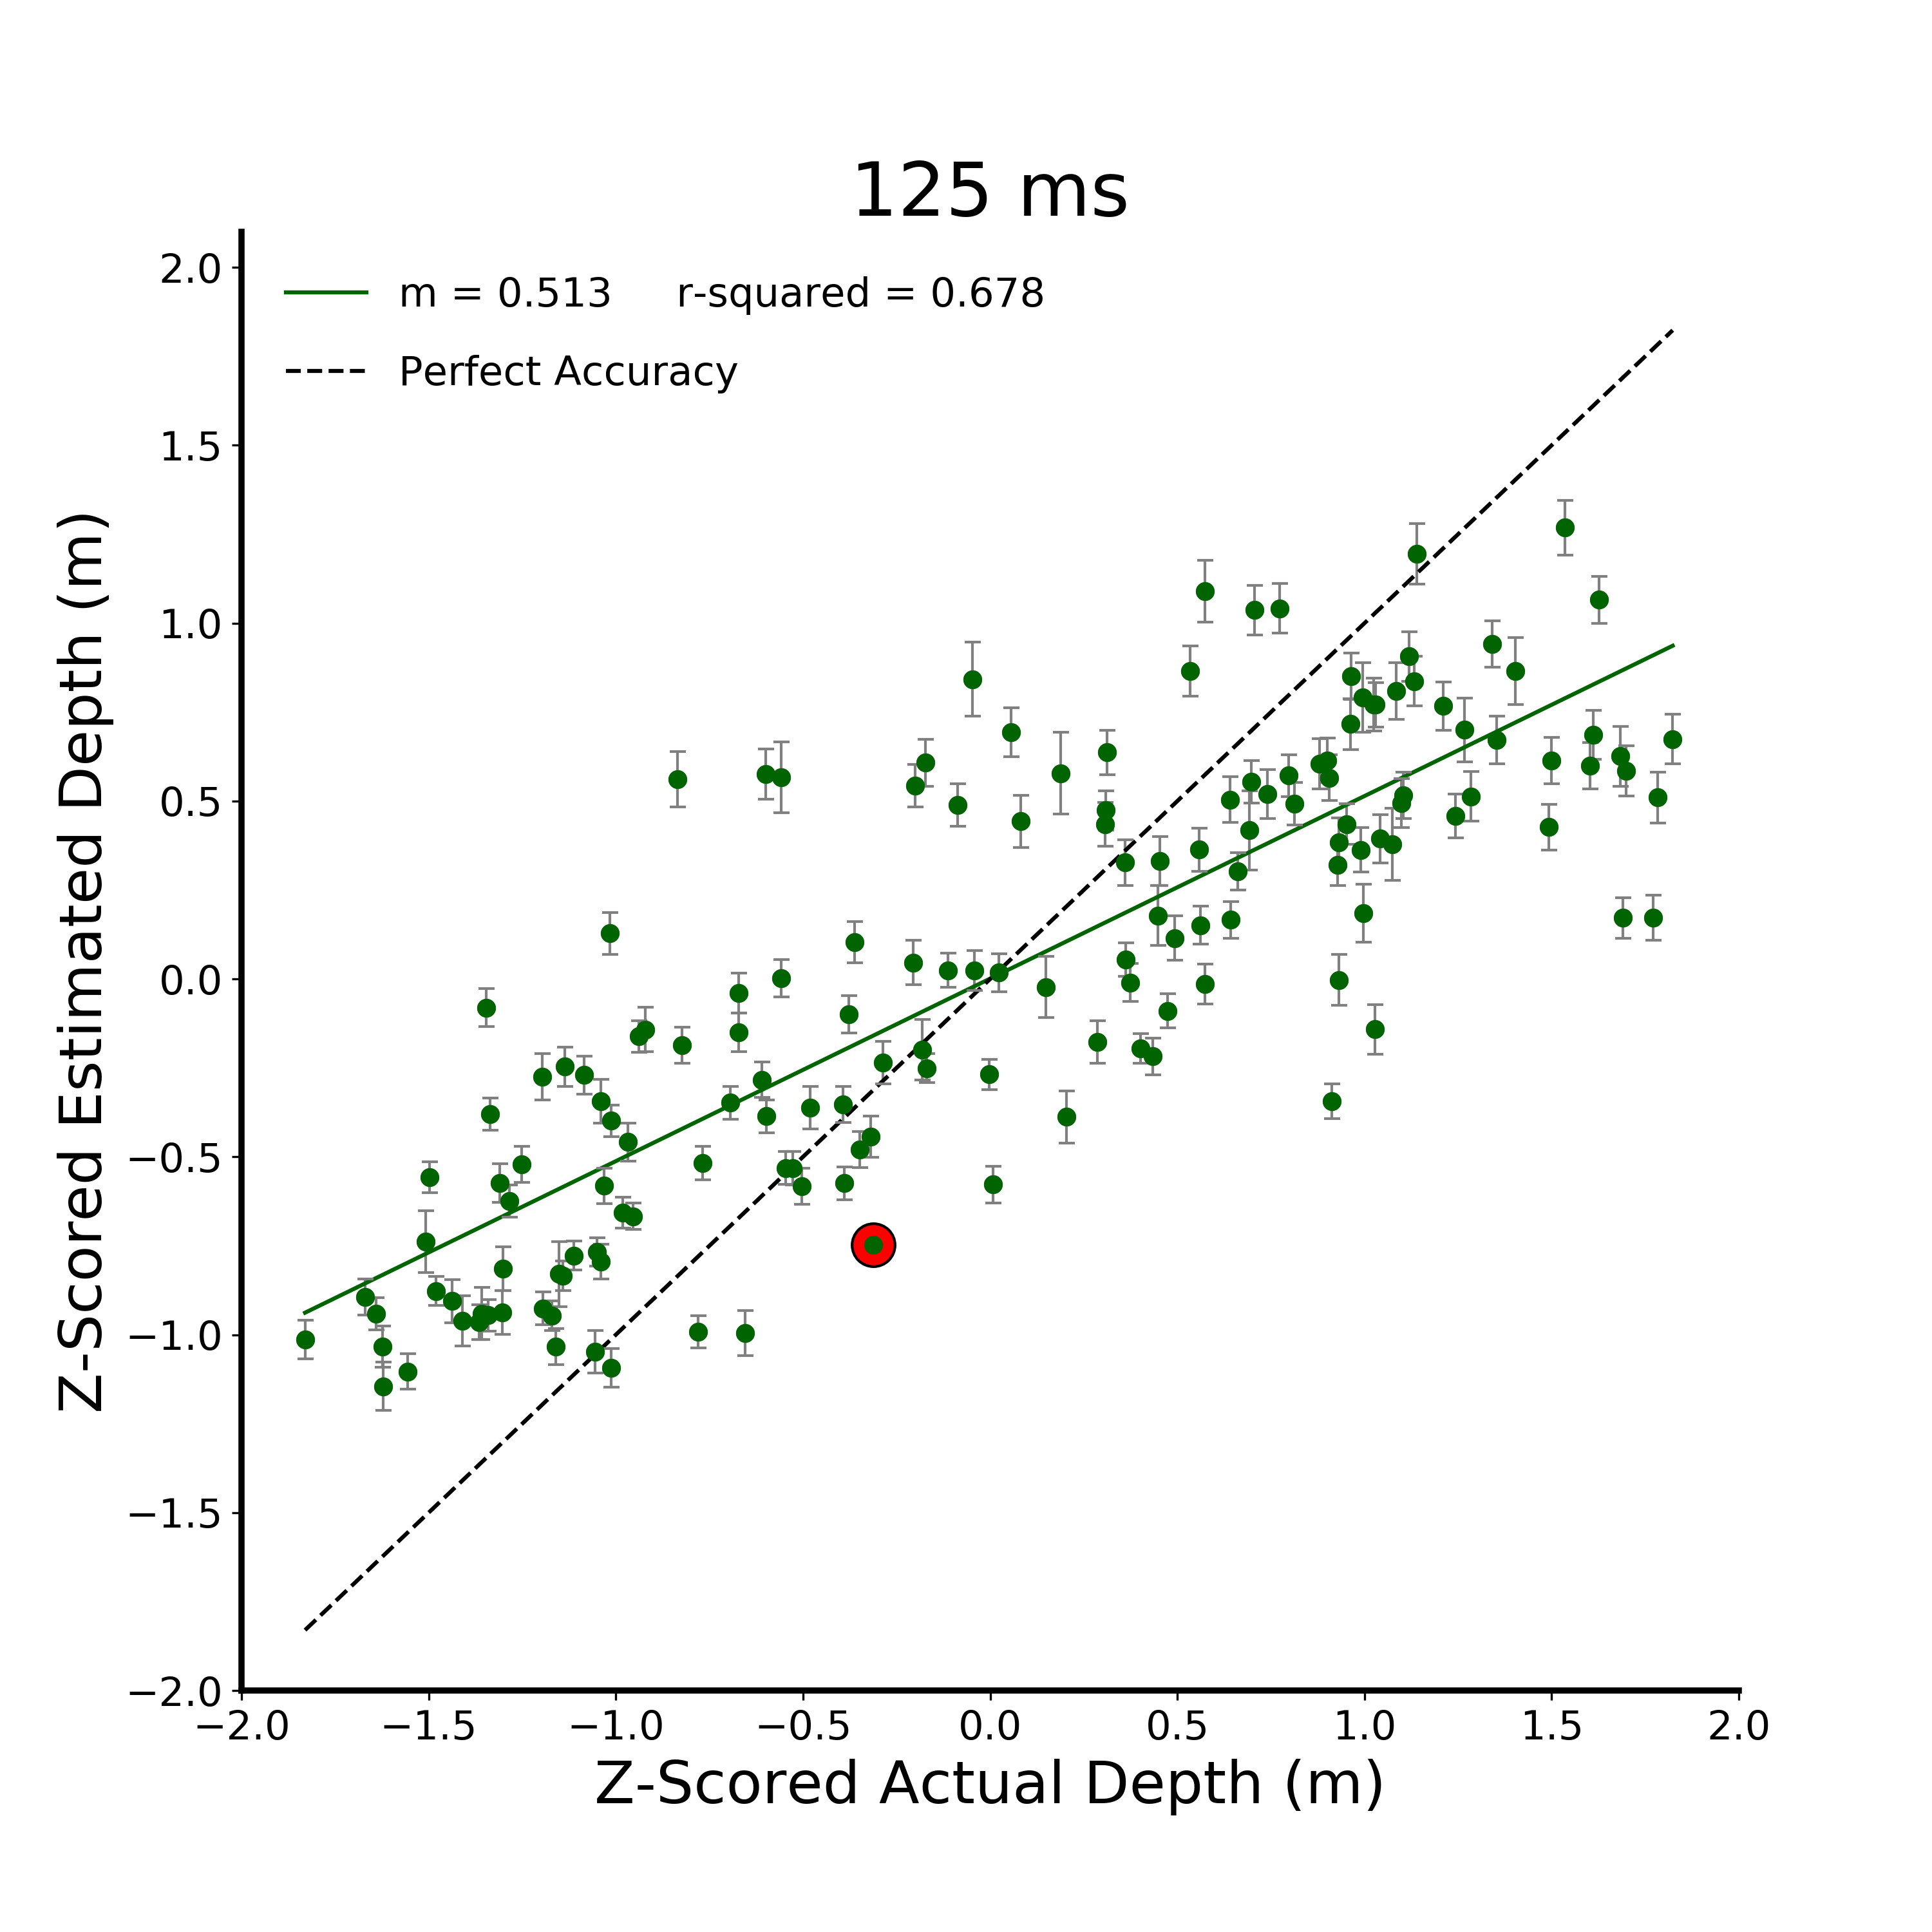 125 ms
m = 0.513 r-squared = 0.678
Perfect Accuracy
Z-Scored Estimated Depth (m)
2.0
1.5
1.0
0.5
0.0
−0.5
−1.0
−1.5
−2.0
−2.0 −1.5 −1.0 −0.5 0.0 0.5 1.0 1.5 2.0
Z-Scored Actual Depth (m)